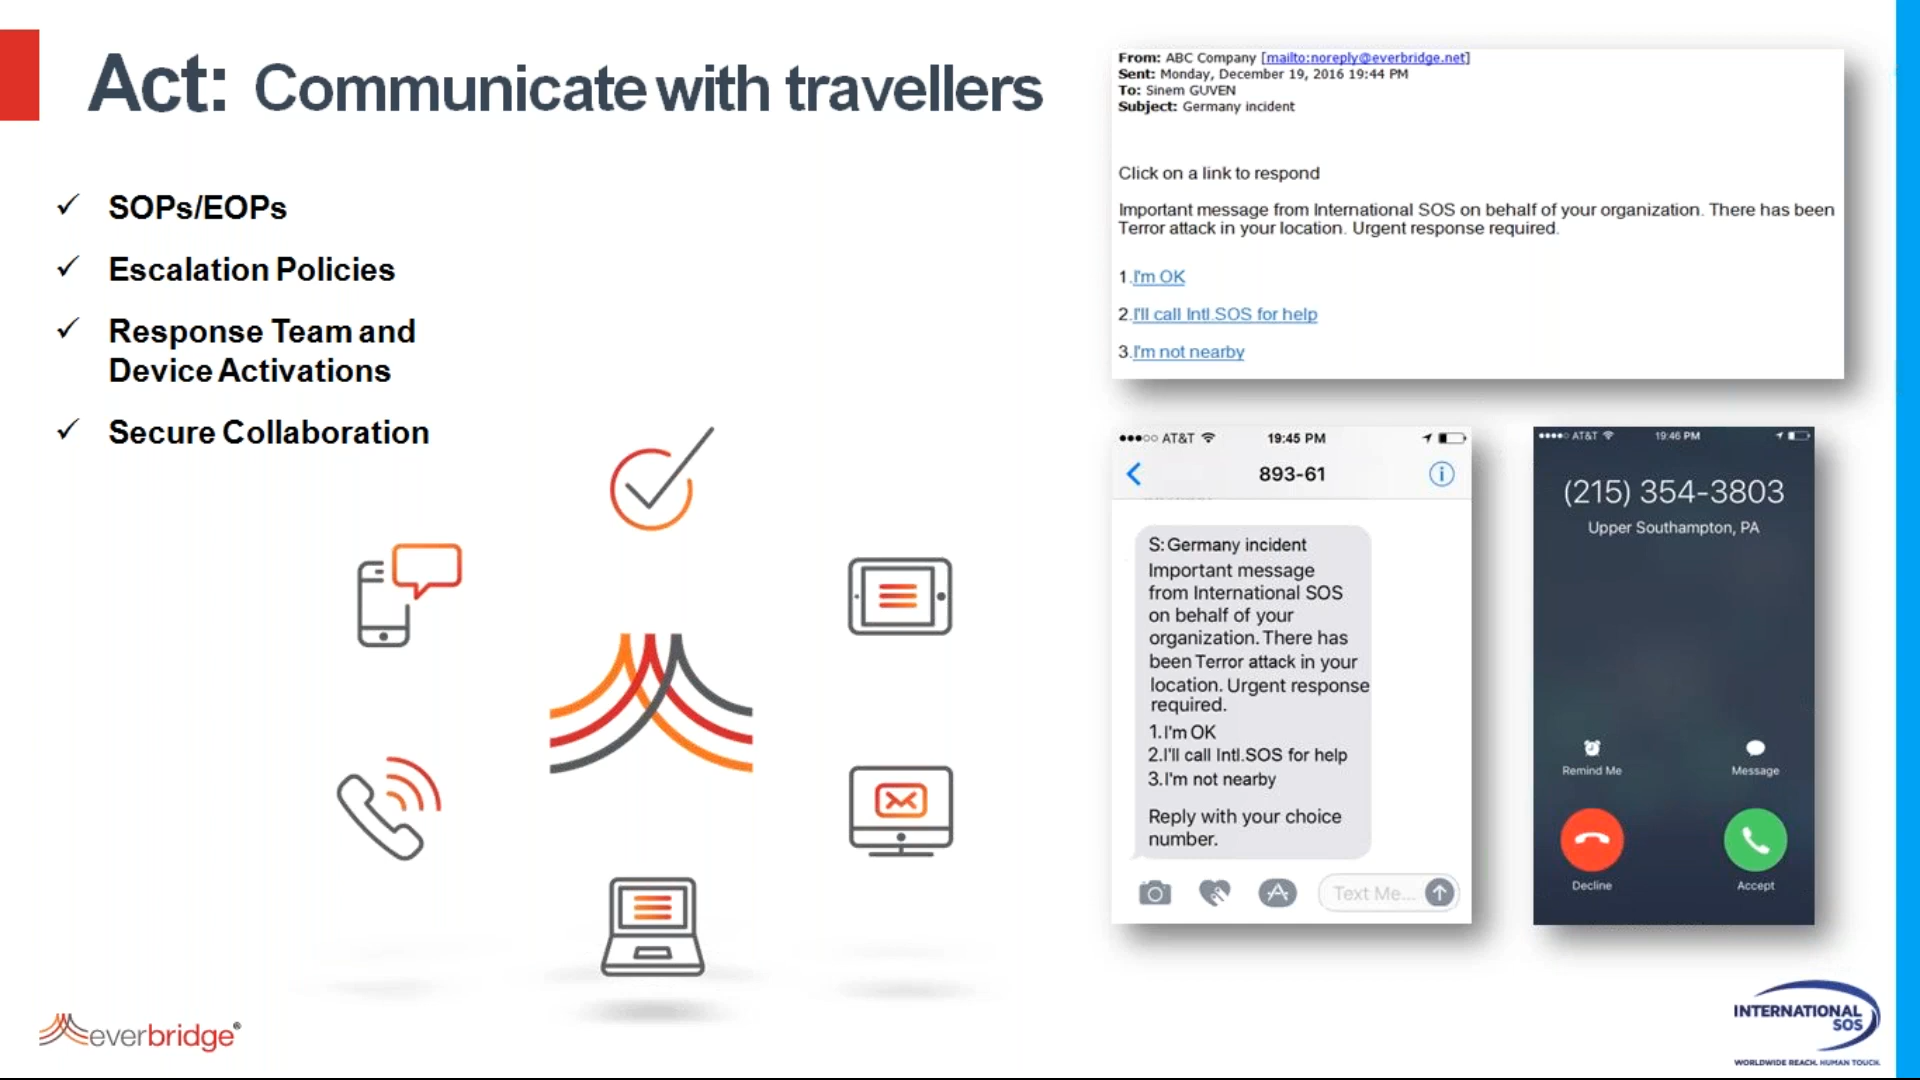 Act: Communicate with travellers
✓ SOPs/EOPs
✓ Escalation Policies
✓ Response Team and
Device Activations
✓ Secure Collaboration
From: ABC Company [mailto:noreply@everbridge.net]
Sent: Monday, December 19, 2016 19:44 PM
To: Sinem GUVEN
Subject: Germany incident
Click on a link to respond
Important message from International SOS on behalf of your organization. There has been
Terror attack in your location. Urgent response required.
1.I'm OK
2.I'll call Intl.SOS for help
3.I'm not nearby
AT&T 19:45 PM
893-61
S: Germany incident
Important message
from International SOS
on behalf of your
organization. There has
been Terror attack in your
location. Urgent response
required.
1.I'm OK
2.I'll call Intl.SOS for help
3.I'm not nearby
Reply with your choice
number.
Text Me...
AT&T 19:46 PM
(215) 354-3803
Upper Southampton, PA
Remind Me Message
Decline Accept
everbridge®
INTERNATIONAL
SOS
WORLDWIDE REACH. HUMAN TOUCH.